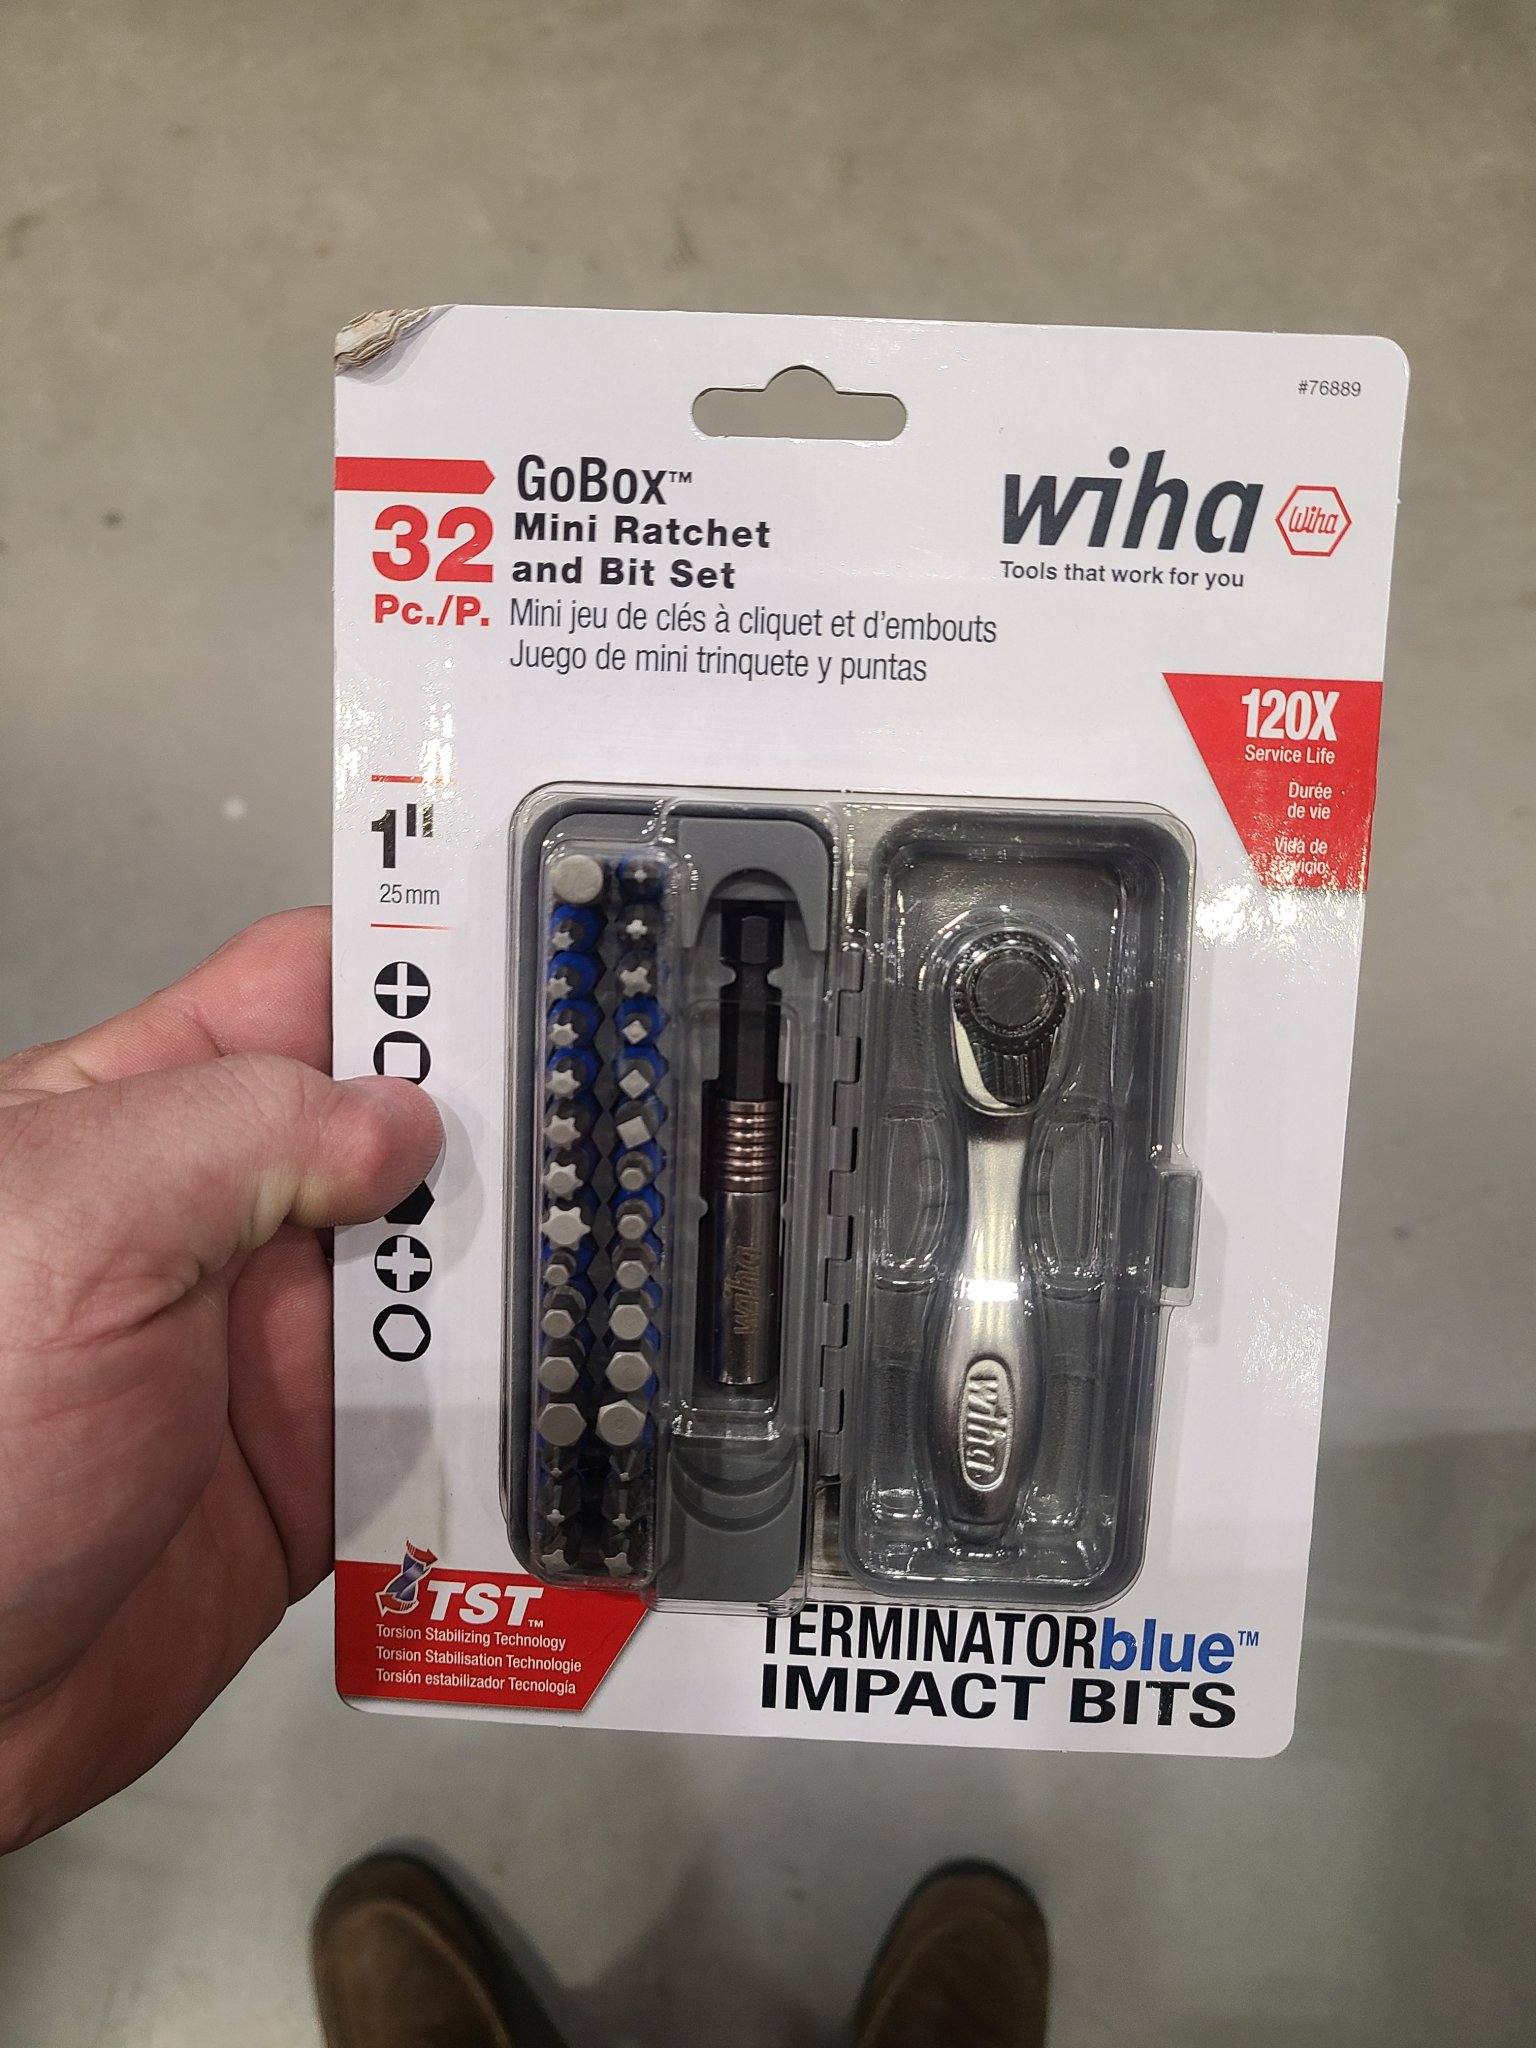 #76889
GoBox™
32
Mini Ratchet
and Bit Set
Pc./P.
Mini jeu de clés à cliquet et d'embouts
Juego de mini trinquete y puntas
wiha
Wiha
Tools that work for you
120X
Service Life
Durée
de vie
Vida de
servicio
1"
25mm
wiha
wiha
TST™
Torsion Stabilizing Technology
Torsion Stabilisation Technologie
Torsión estabilizador Tecnología
TERMINATORblue™
IMPACT BITS